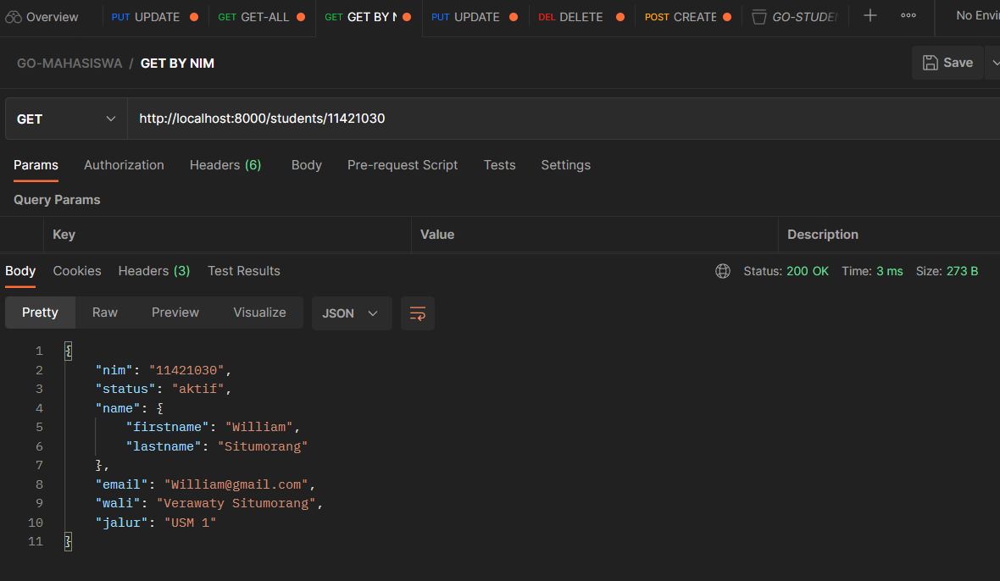 Overview PUT UPDATE GET GET-ALL GET GET BY N PUT UPDATE DEL DELETE POST CREATE GO-STUDEN No Envi
GO-MAHASISWA / GET BY NIM Save
GET http://localhost:8000/students/11421030
Params Authorization Headers (6) Body Pre-request Script Tests Settings
Query Params
Key Value Description
Body Cookies Headers (3) Test Results Status: 200 OK Time: 3 ms Size: 273 B
Pretty Raw Preview Visualize JSON
1 {
2 "nim": "11421030",
3 "status": "aktif",
4 "name": {
5 "firstname": "William",
6 "lastname": "Situmorang"
7 },
8 "email": "William@gmail.com",
9 "wali": "Verawaty Situmorang",
10 "jalur": "USM 1"
11 }